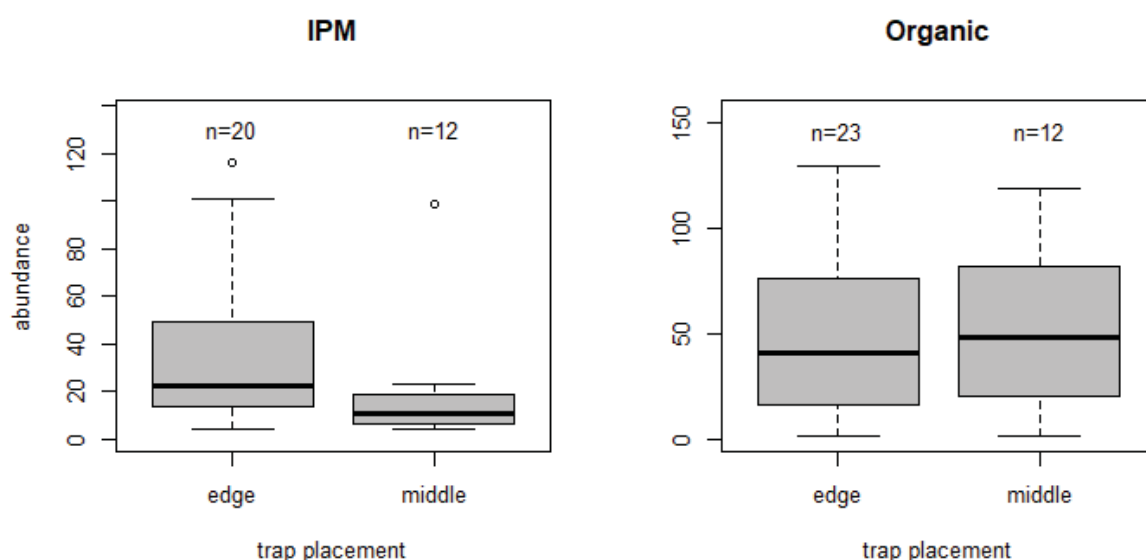 IPM
n=20
n=12
120
80
60
40
20
0
abundance
edge
middle
trap placement
Organic
n=23
n=12
150
100
50
0
edge
middle
trap placement